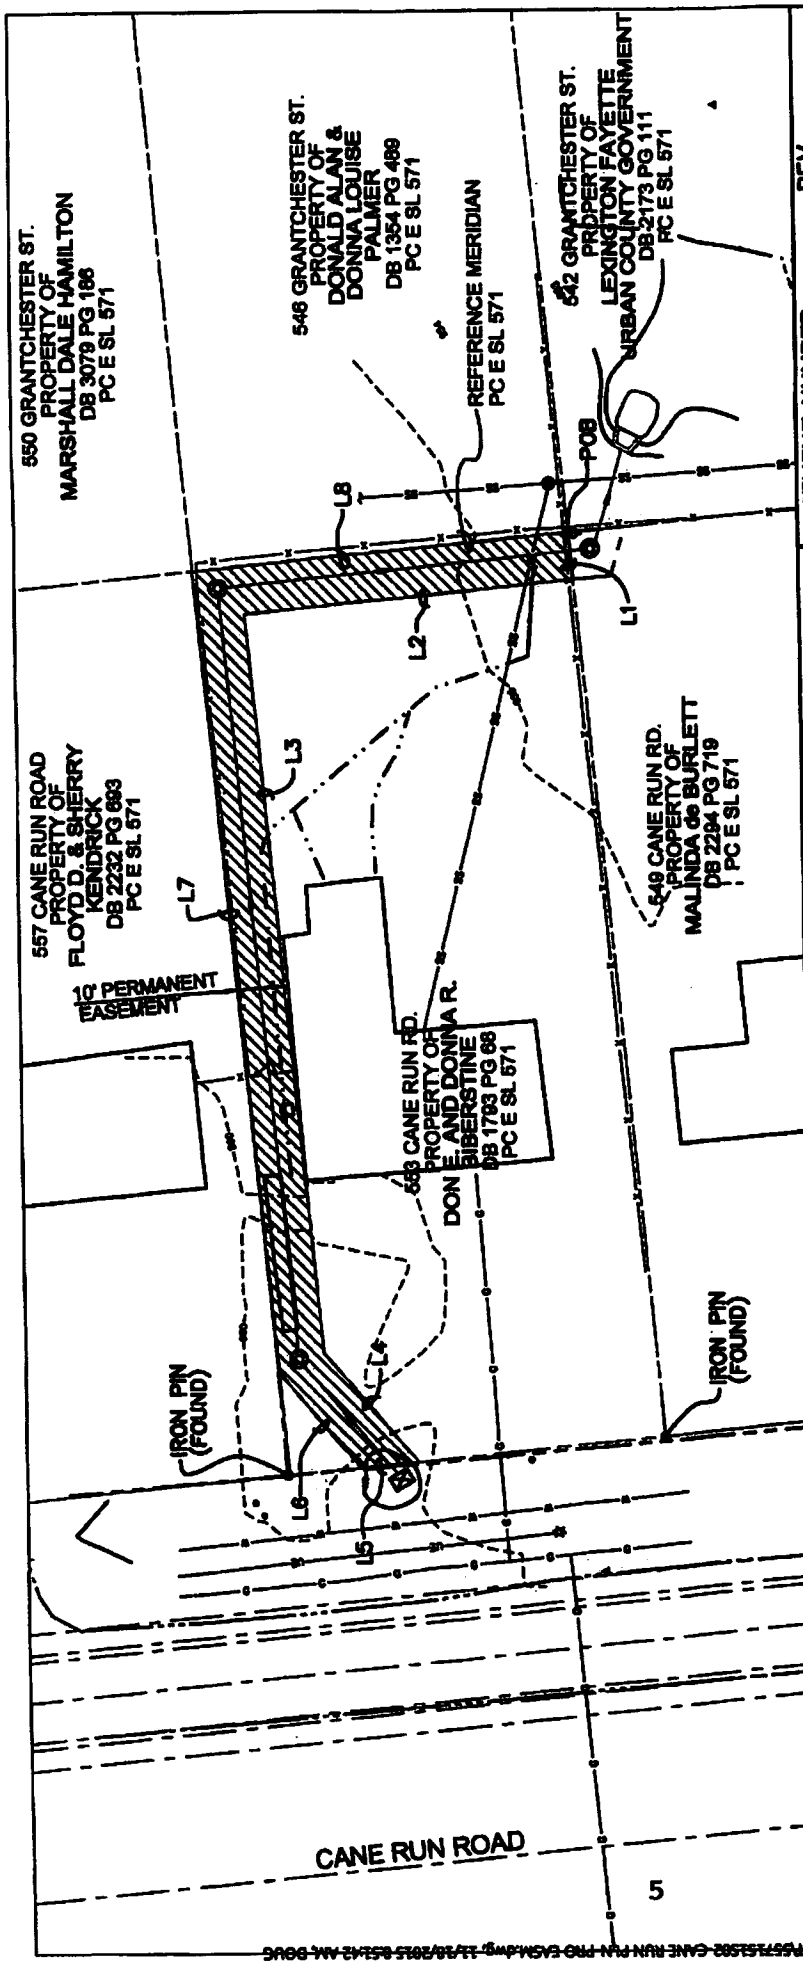 550 GRANTCHESTER ST.
PROPERTY OF
MARSHALL DALE HAMILTON
DB 3079 PG 186
PC E SL 571
546 GRANTCHESTER ST.
PROPERTY OF
DONALD ALAN &
DONNA LOUISE
PALMER
DB 1354 PG 489
PC E SL 571
REFERENCE MERIDIAN
PC E SL 571
542 GRANTCHESTER ST.
PROPERTY OF
LEXINGTON FAYETTE
URBAN COUNTY GOVERNMENT
DB 2173 PG 111
PC E SL 571
POB
L8
L2
L1
L3
L7
557 CANE RUN ROAD
PROPERTY OF
FLOYD D. & SHERRY
KENDRICK
DB 2232 PG 693
PC E SL 571
10' PERMANENT
EASEMENT
553 CANE RUN RD.
PROPERTY OF
DON E. AND DONNA R.
BIBERSTINE
DB 1793 PG 68
PC E SL 571
549 CANE RUN RD.
PROPERTY OF
MALINDA de BURLETT
DB 2294 PG 719
PC E SL 571
IRON PIN
(FOUND)
L6
L4
L5
IRON PIN
(FOUND)
CANE RUN ROAD
5
REV